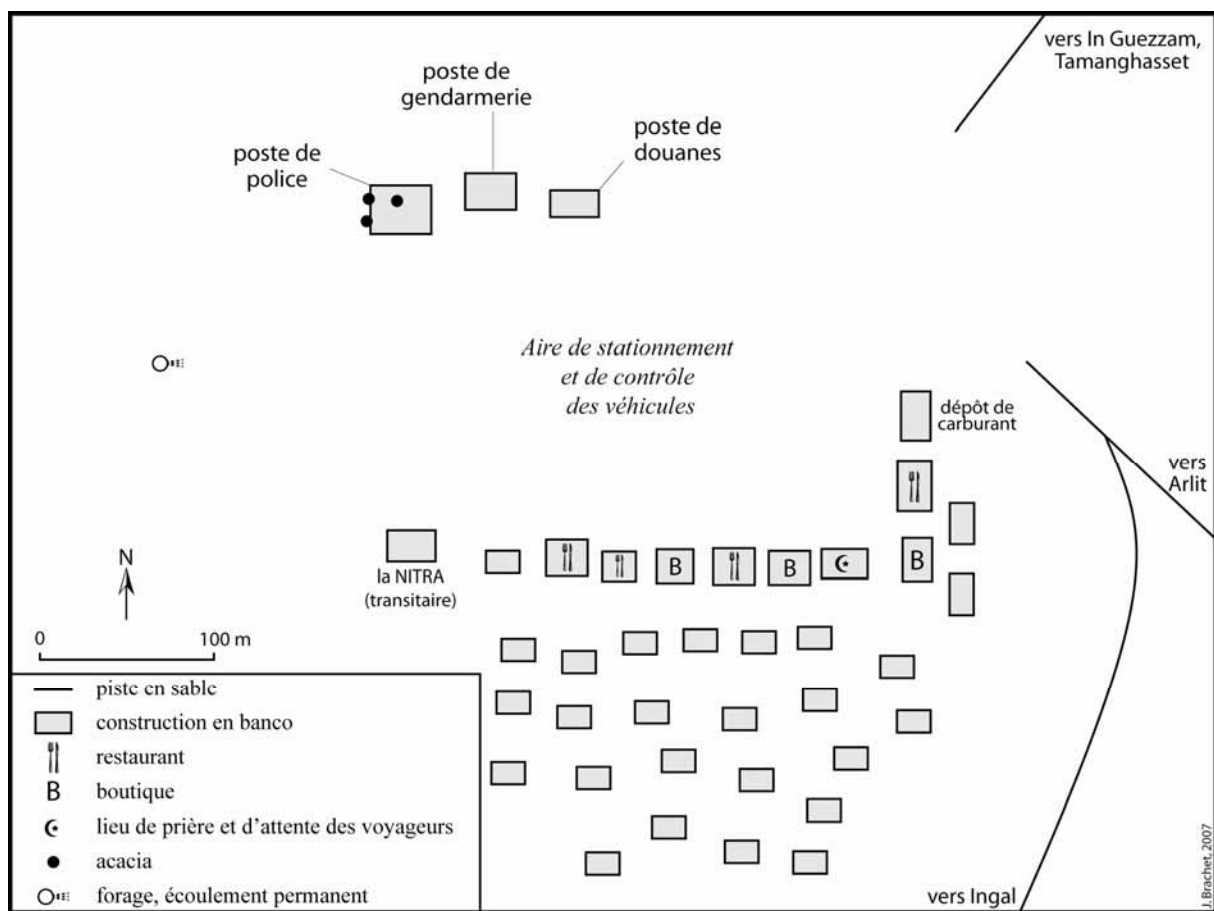 vers In Guezzam,
Tamanghasset
poste de
gendarmerie
poste de
douanes
poste de
police
Aire de stationnement
et de contrôle
des véhicules
dépôt de
carburant
vers
Arlit
N
la NITRA
(transitaire)
B
B
B
0 100 m
piste en sable
construction en banco
restaurant
B boutique
lieu de prière et d'attente des voyageurs
acacia
forage, écoulement permanent
vers Ingal
J. Brachet, 2007